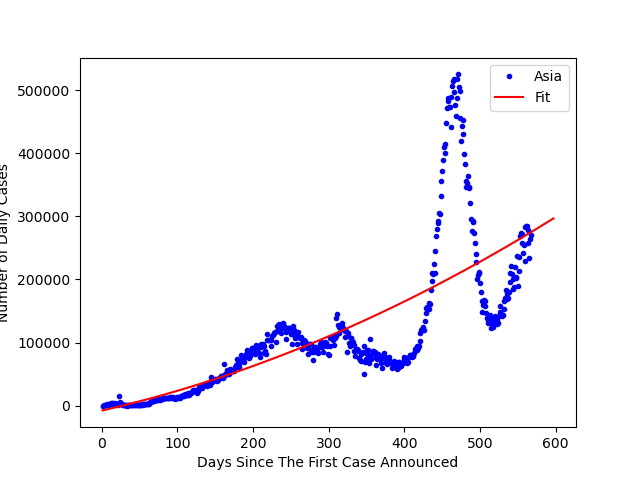 500000
400000
300000
200000
100000
0
Number of Daily Cases
Asia
Fit
0 100 200 300 400 500 600
Days Since The First Case Announced